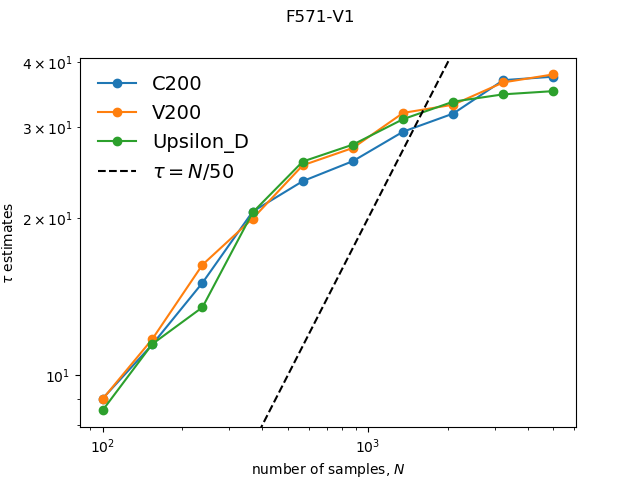 F571-V1
4 × 10¹
3 × 10¹
2 × 10¹
10¹
τ estimates
C200
V200
Upsilon_D
τ = N/50
10²
10³
number of samples, N